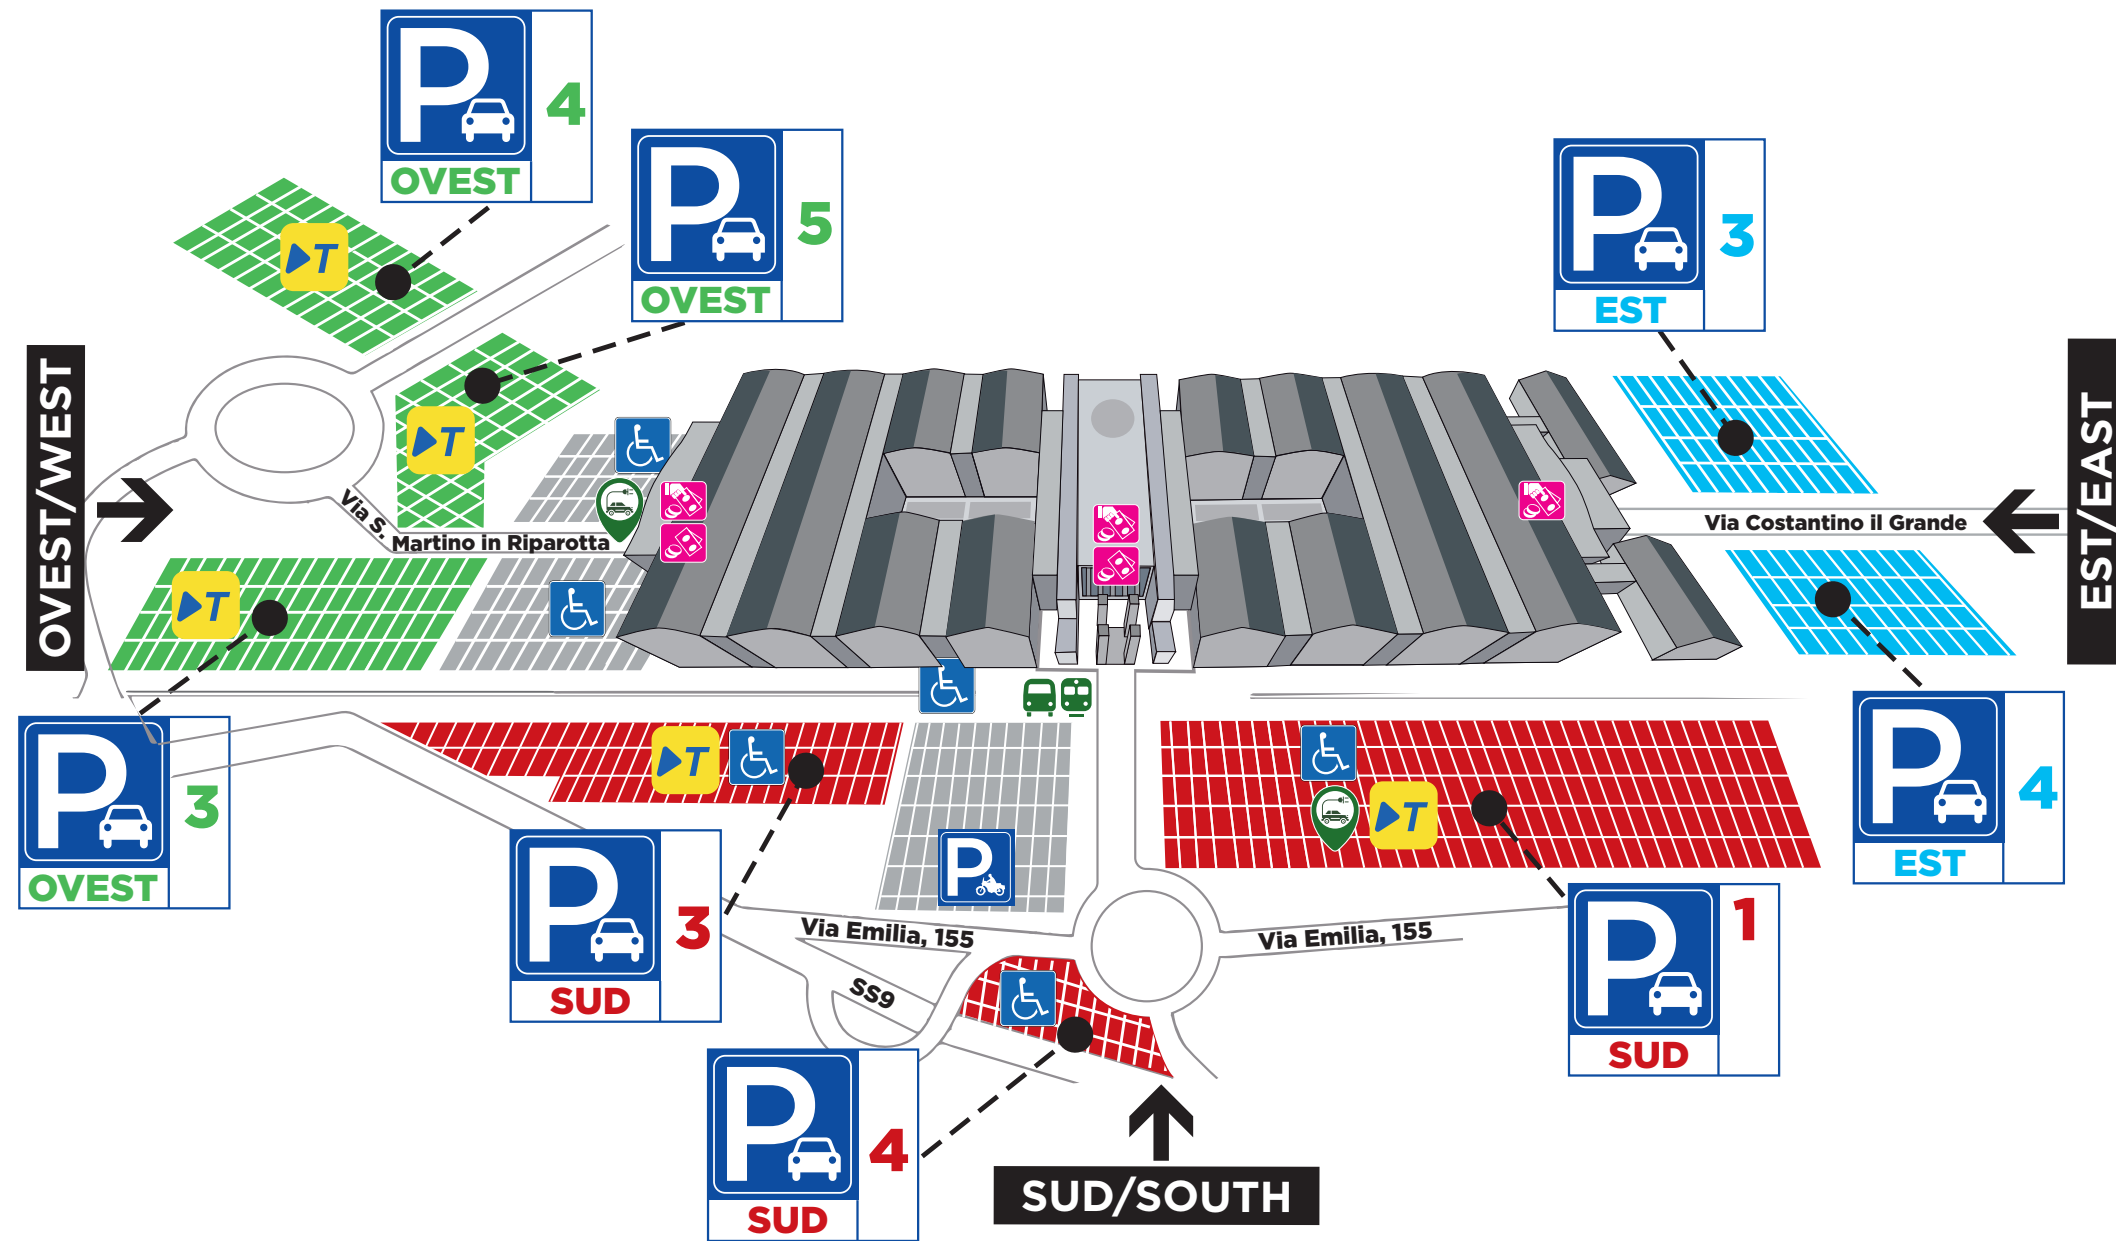 P 4
OVEST
P 5
OVEST
P 3
EST
T
T
OVEST/WEST
EST/EAST
Via S. Martino in Riparotta
Via Costantino il Grande
T
P 3
OVEST
T
T
P
P 4
EST
P 3
SUD
Via Emilia, 155
Via Emilia, 155
P 1
SUD
SS9
P 4
SUD
SUD/SOUTH